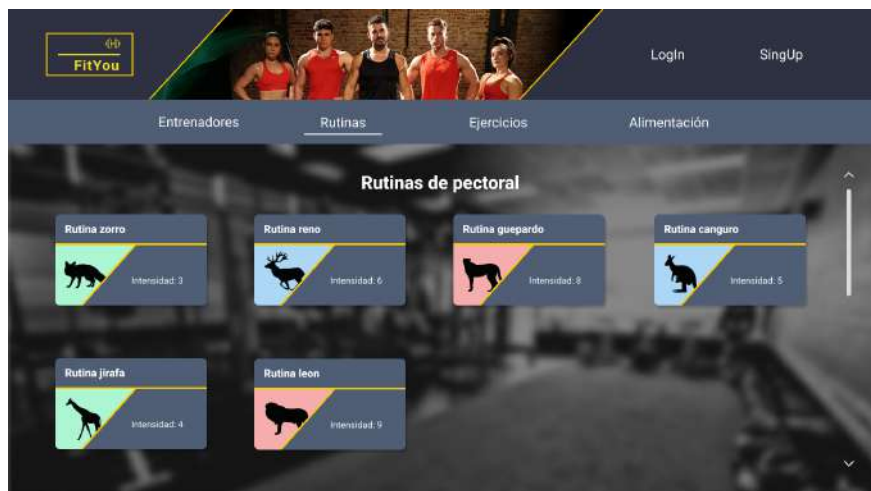 FitYou
LogIn
SingUp
Entrenadores
Rutinas
Ejercicios
Alimentación
Rutinas de pectoral
Rutina zorro
Intensidad: 3
Rutina reno
Intensidad: 6
Rutina guepardo
Intensidad: 8
Rutina canguro
Intensidad: 5
Rutina jirafa
Intensidad: 4
Rutina leon
Intensidad: 9